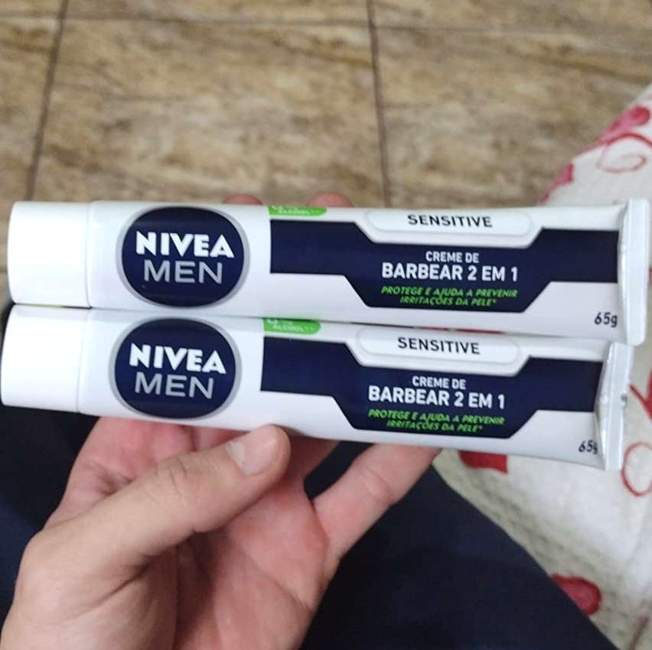 SENSITIVE
NIVEA
MEN
CREME DE
BARBEAR 2 EM 1
PROTEGE E AJUDA A PREVENIR
IRRITAÇÕES DA PELE*
65g
ALCOOL
SENSITIVE
NIVEA
MEN
CREME DE
BARBEAR 2 EM 1
PROTEGE E AJUDA A PREVENIR
IRRITAÇÕES DA PELE*
65g